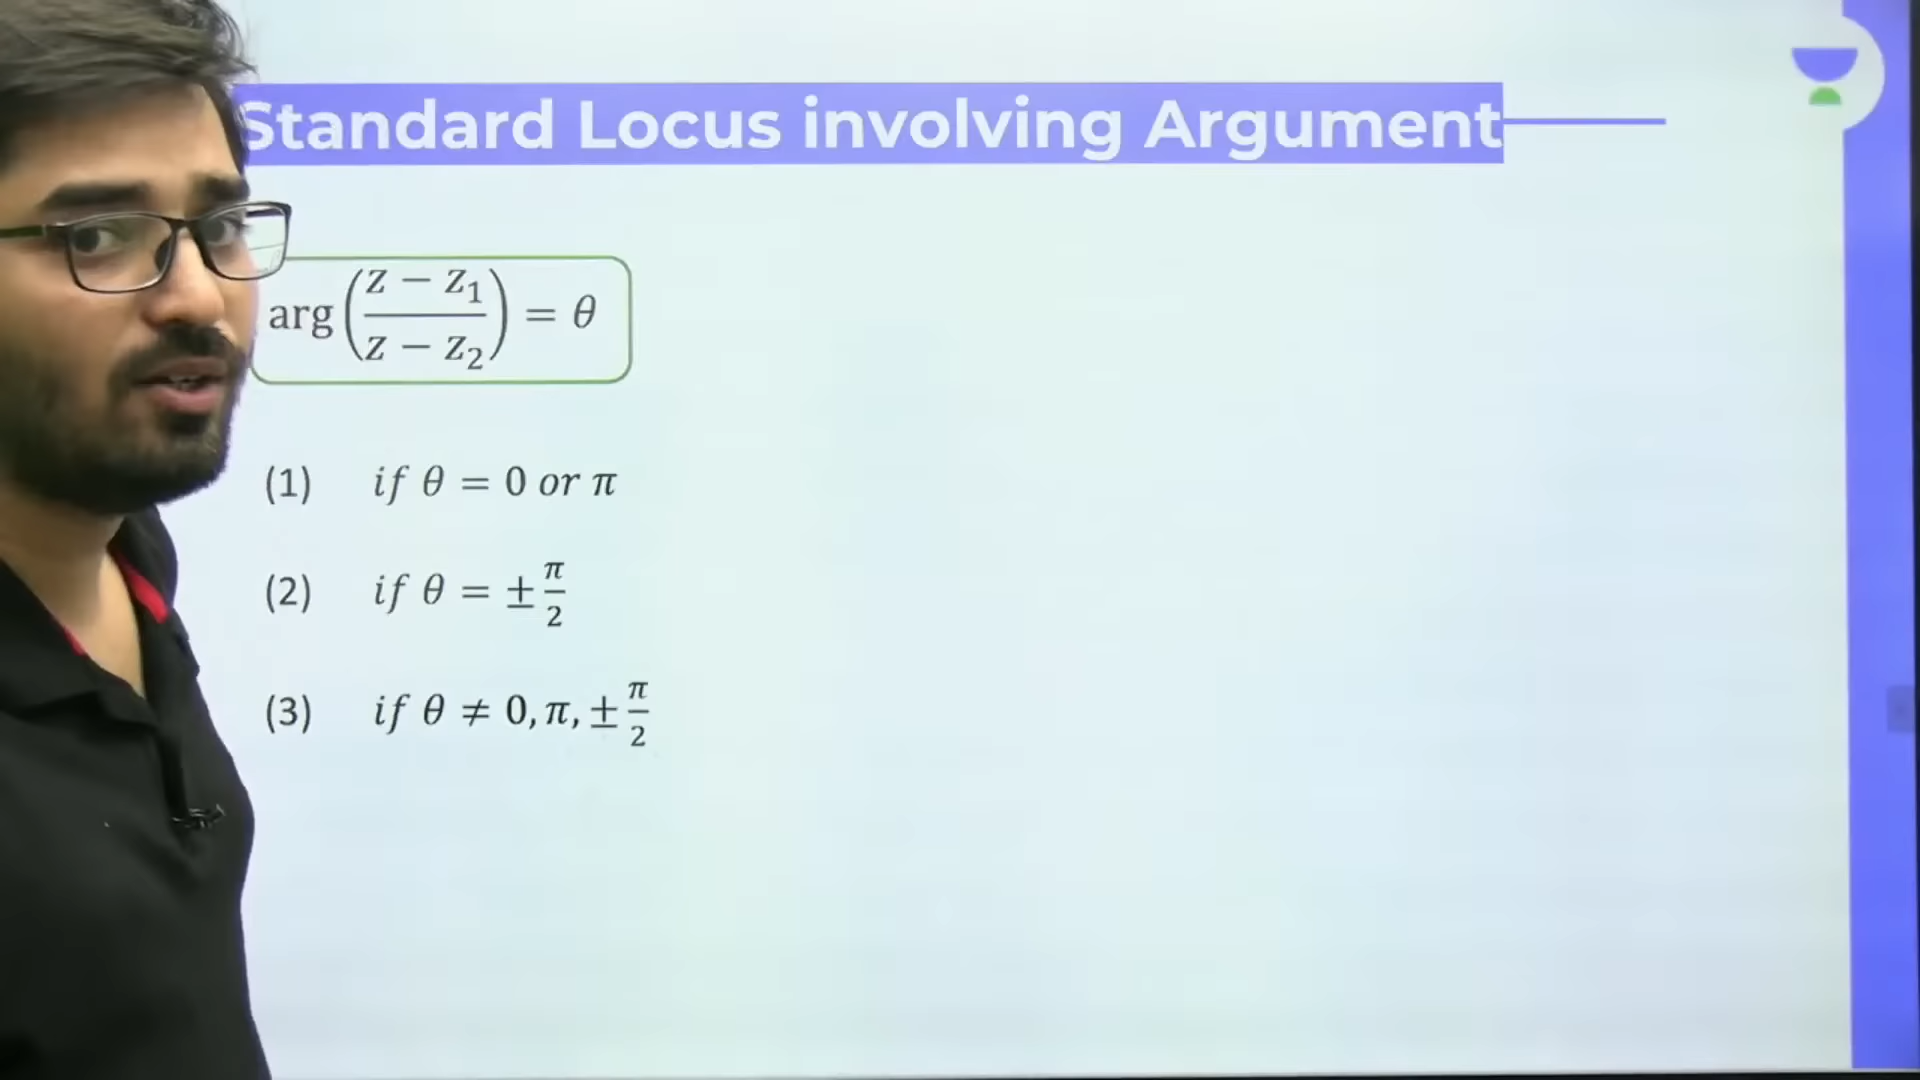 Standard Locus involving Argument
arg((z − z₁)/(z − z₂)) = θ
(1) if θ = 0 or π
(2) if θ = ± π/2
(3) if θ ≠ 0, π, ± π/2